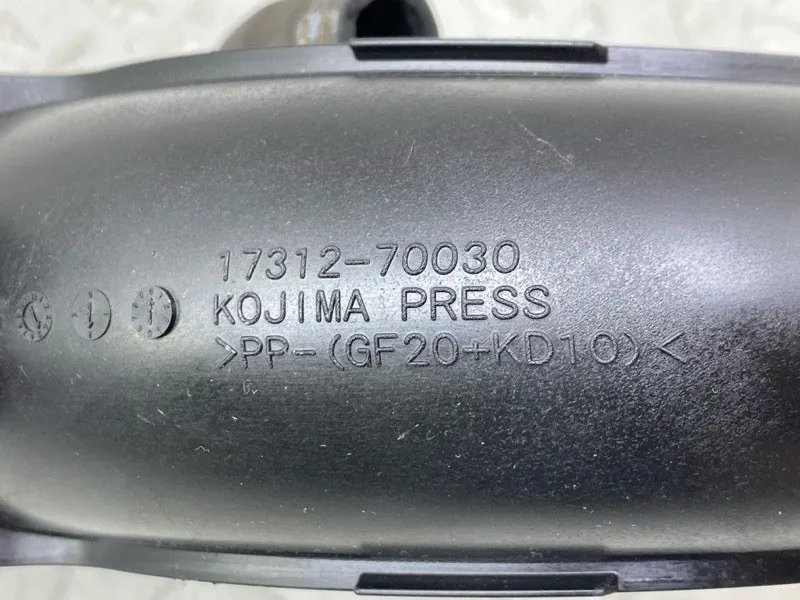 17312-70030
KOJIMA PRESS
>PP-(GF20+KD10)<